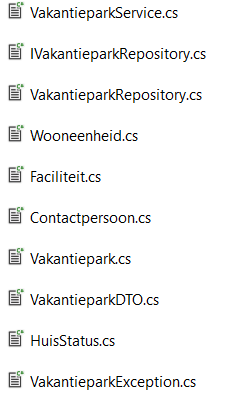 VakantieparkService.cs
IVakantieparkRepository.cs
VakantieparkRepository.cs
Wooneenheid.cs
Faciliteit.cs
Contactpersoon.cs
Vakantiepark.cs
VakantieparkDTO.cs
HuisStatus.cs
VakantieparkException.cs